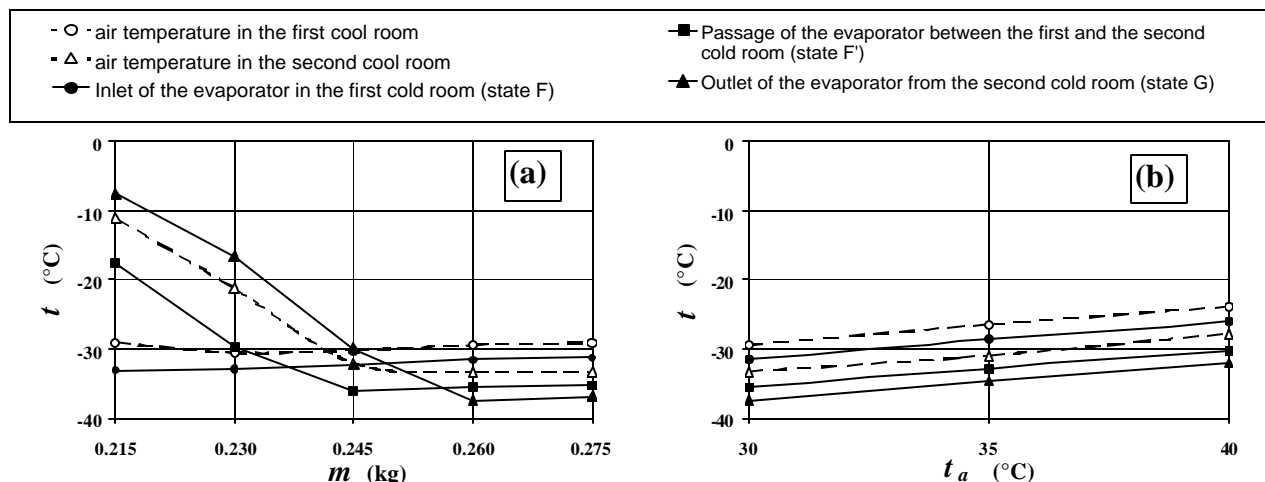 air temperature in the first cool room
air temperature in the second cool room
Inlet of the evaporator in the first cold room (state F)
Passage of the evaporator between the first and the second
cold room (state F')
Outlet of the evaporator from the second cold room (state G)
(a)
t (°C)
0
-10
-20
-30
-40
0.215 0.230 0.245 0.260 0.275
m (kg)
(b)
t (°C)
0
-10
-20
-30
-40
30 35 40
t a (°C)